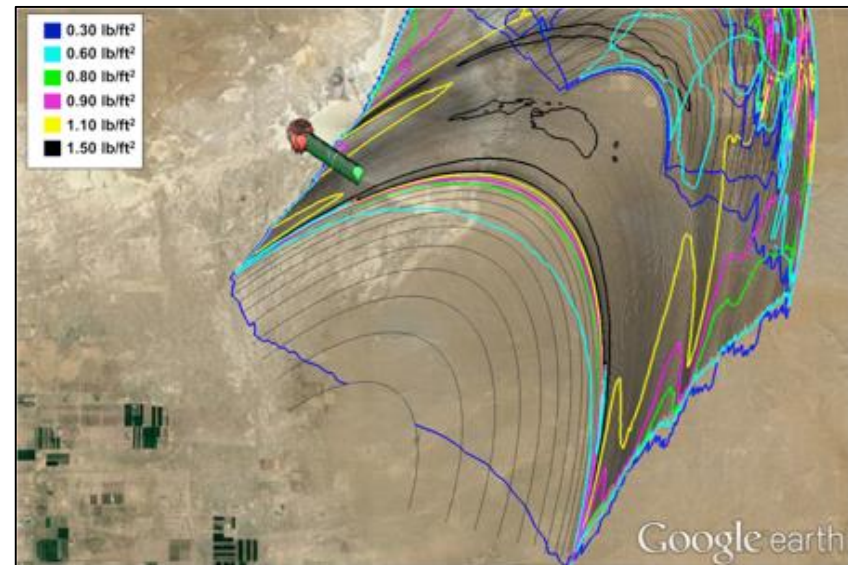 0.30 lb/ft²
0.60 lb/ft²
0.80 lb/ft²
0.90 lb/ft²
1.10 lb/ft²
1.50 lb/ft²
Google earth